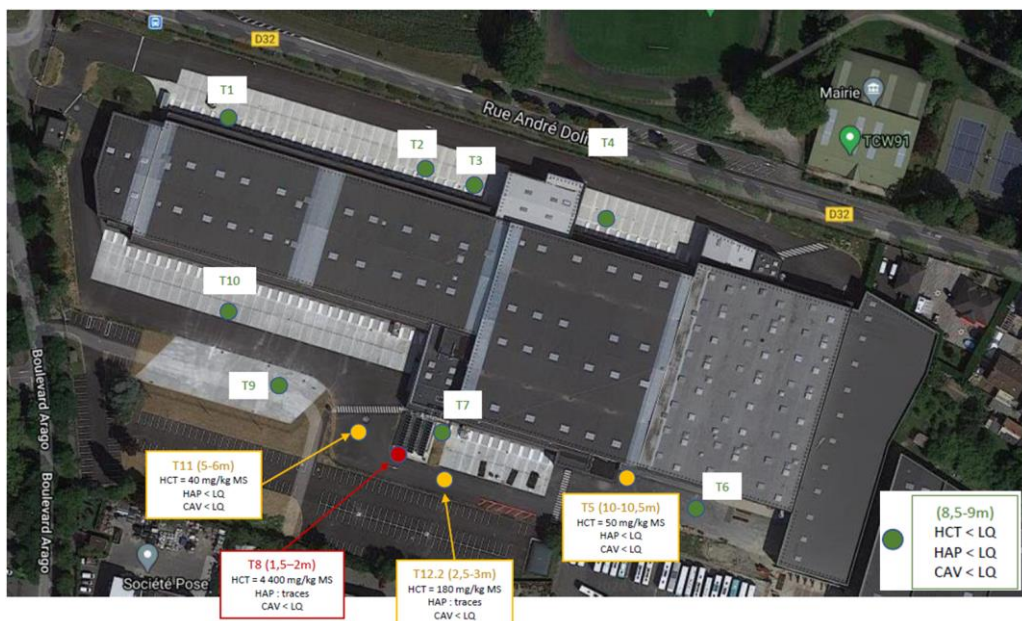 D32
T1
Rue André Dolim
Mairie
TCW91
T2
T3
T4
D32
T10
T9
T7
T6
Boulevard Arago
Boulevard Arago
T11 (5-6m)
HCT = 40 mg/kg MS
HAP < LQ
CAV < LQ
T5 (10-10,5m)
HCT = 50 mg/kg MS
HAP < LQ
CAV < LQ
(8,5-9m)
HCT < LQ
HAP < LQ
CAV < LQ
Société Pose
T8 (1,5–2m)
HCT = 4 400 mg/kg MS
HAP : traces
CAV < LQ
T12.2 (2,5-3m)
HCT = 180 mg/kg MS
HAP : traces
CAV < LQ